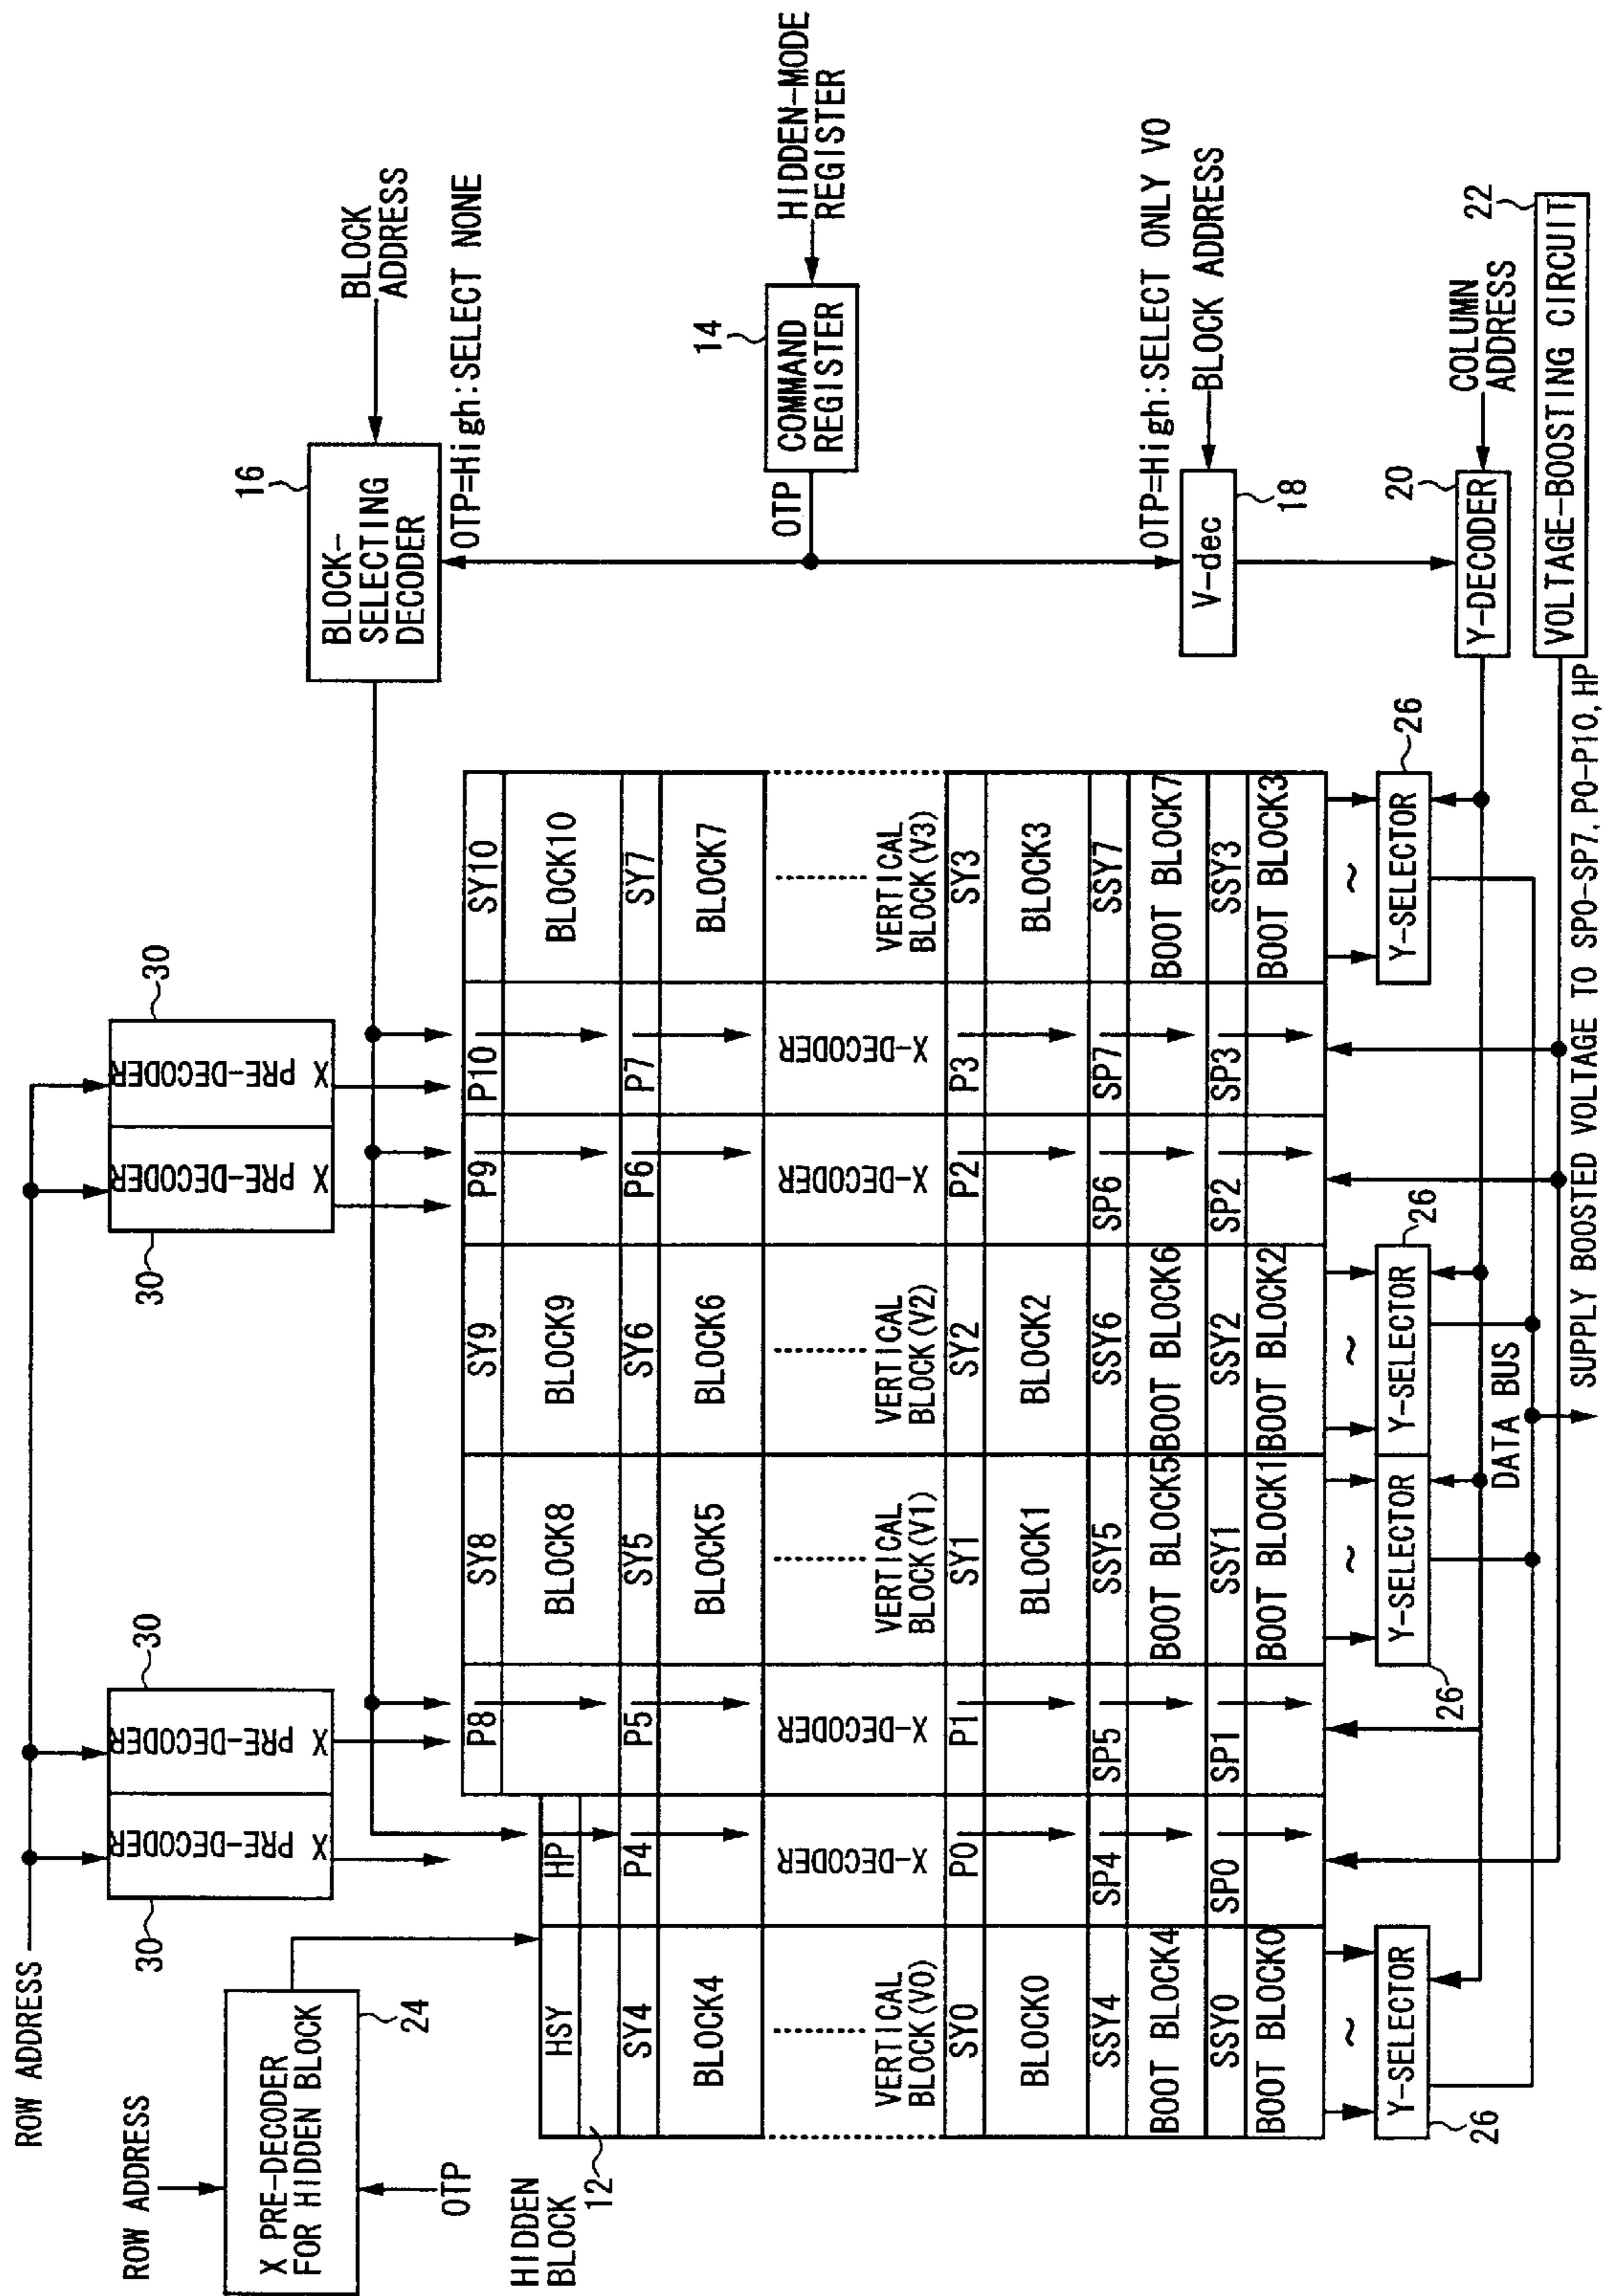 ROW ADDRESS
ROW ADDRESS
X PRE-DECODER
FOR HIDDEN BLOCK
24
OTP
30
X PRE-DECODER
X PRE-DECODER
30
30
X PRE-DECODER
X PRE-DECODER
30
BLOCK
ADDRESS
16
BLOCK-
SELECTING
DECODER
OTP=High:SELECT NONE
HIDDEN-MODE
REGISTER
14
COMMAND
REGISTER
OTP
OTP=High:SELECT ONLY V0
BLOCK ADDRESS
V-dec
18
COLUMN
ADDRESS
20
Y-DECODER
22
VOLTAGE-BOOSTING CIRCUIT
HIDDEN
BLOCK
12
HSY
SY4
BLOCK4
VERTICAL
BLOCK(V0)
SY0
BLOCK0
SSY4
BOOT BLOCK4
SSY0
BOOT BLOCK0
HP
P4
X-DECODER
P0
SP4
SP0
P8
P5
X-DECODER
P1
SP5
SP1
SY8
BLOCK8
SY5
BLOCK5
VERTICAL
BLOCK(V1)
SY1
BLOCK1
SSY5
BOOT BLOCK5
SSY1
BOOT BLOCK1
SY9
BLOCK9
SY6
BLOCK6
VERTICAL
BLOCK(V2)
SY2
BLOCK2
SSY6
BOOT BLOCK6
SSY2
BOOT BLOCK2
P9
P6
X-DECODER
P2
SP6
SP2
P10
P7
X-DECODER
P3
SP7
SP3
SY10
BLOCK10
SY7
BLOCK7
VERTICAL
BLOCK(V3)
SY3
BLOCK3
SSY7
BOOT BLOCK7
SSY3
BOOT BLOCK3
~
~
~
~
Y-SELECTOR
26
Y-SELECTOR
26
Y-SELECTOR
26
Y-SELECTOR
26
DATA BUS
SUPPLY BOOSTED VOLTAGE TO SP0-SP7, P0-P10, HP